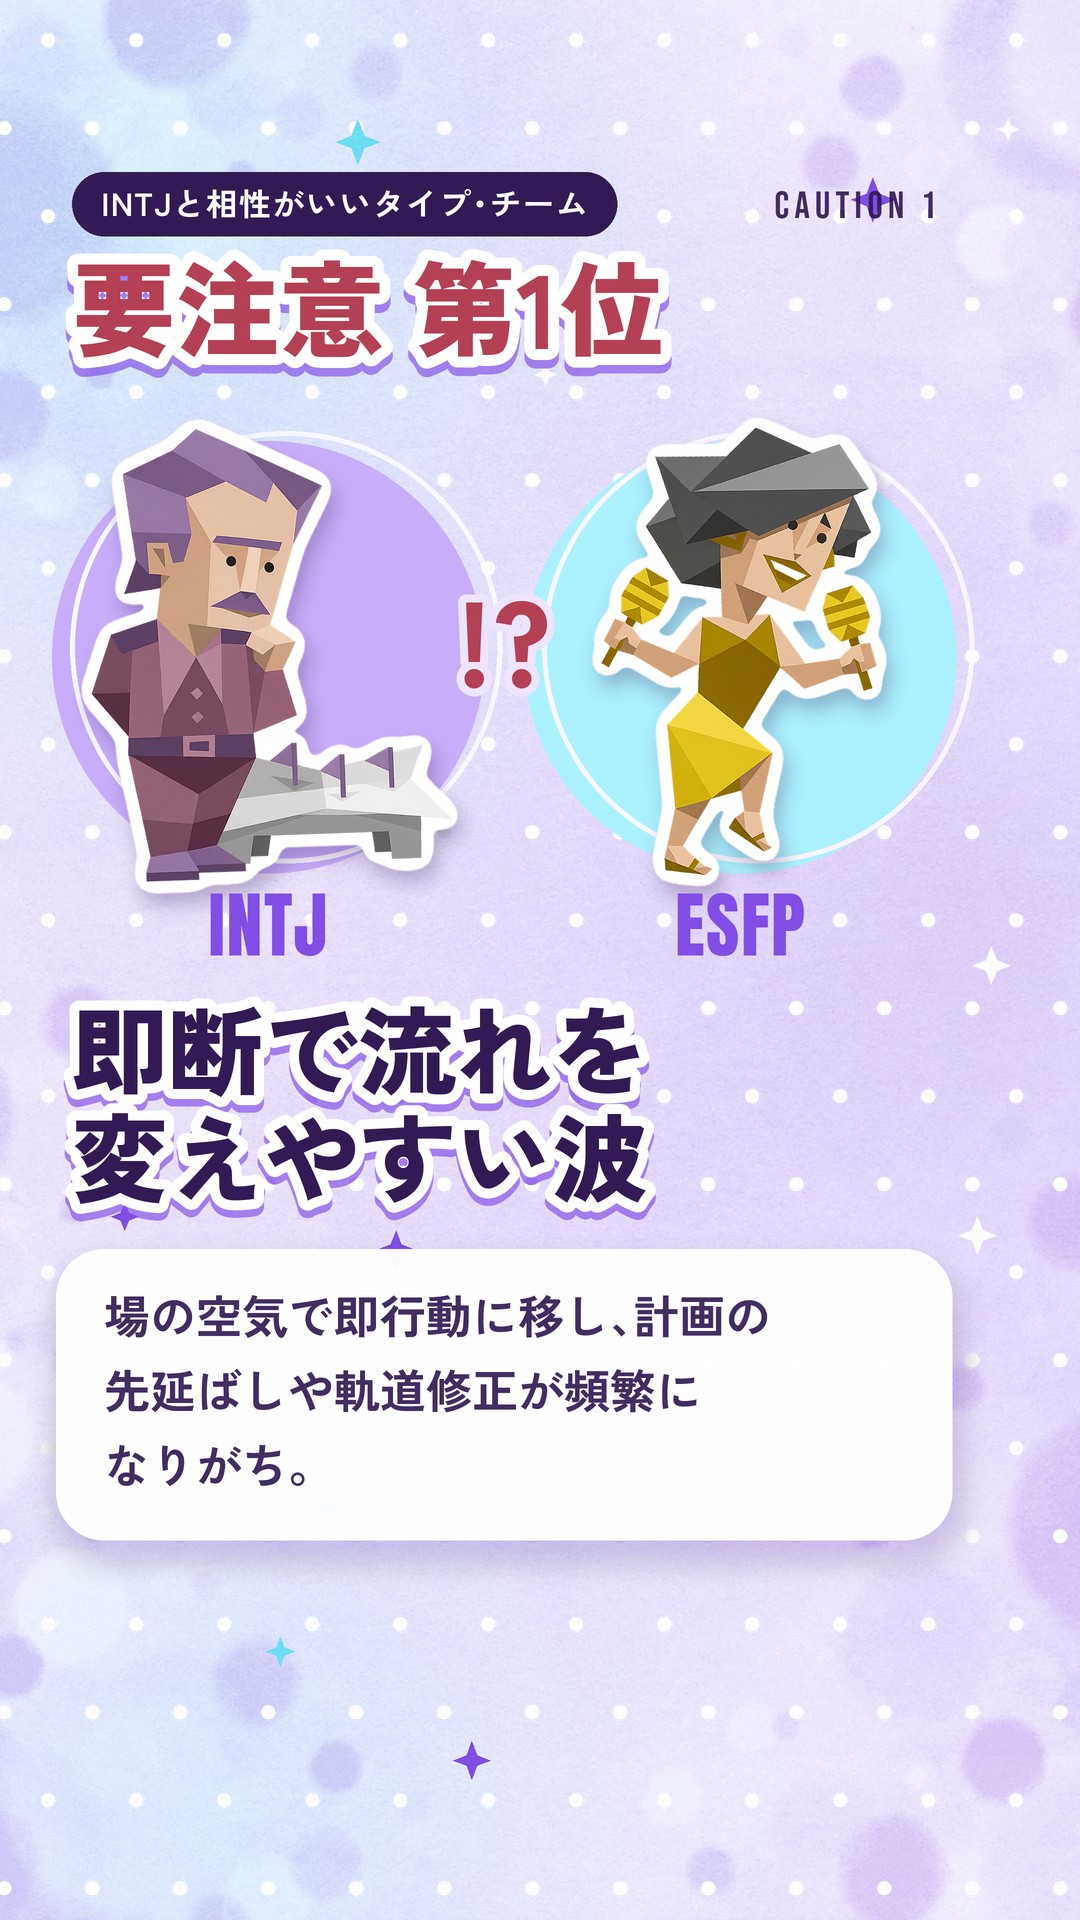 INTJと相性がいいタイプ・チーム
CAUTION 1
要注意 第1位
!?
INTJ
ESFP
即断で流れを
変えやすい波
場の空気で即行動に移し、計画の
先延ばしや軌道修正が頻繁に
なりがち。